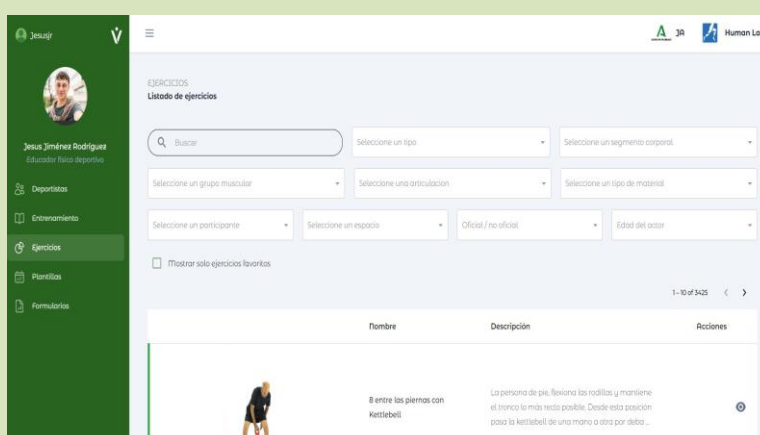 Jesusjr
JA
Human La
EJERCICIOS
Listado de ejercicios
Jesus Jiménez Rodríguez
Educador físico deportivo
Deportistas
Entrenamiento
Ejercicios
Plantillas
Formularios
Buscar
Seleccione un tipo
Seleccione un segmento corporal
Seleccione un grupo muscular
Seleccione una articulacion
Seleccione un tipo de material
Seleccione un participante
Seleccione un espacio
Oficial / no oficial
Edad del actor
Mostrar solo ejercicios favoritos
1–10 of 3425
Nombre
Descripción
Acciones
8 entre las piernas con
Kettlebell
La persona de pie, flexiona las rodillas y mantiene
el tronco lo más recto posible. Desde esta posición
pasa la kettlebell de una mano a otra por deba ...